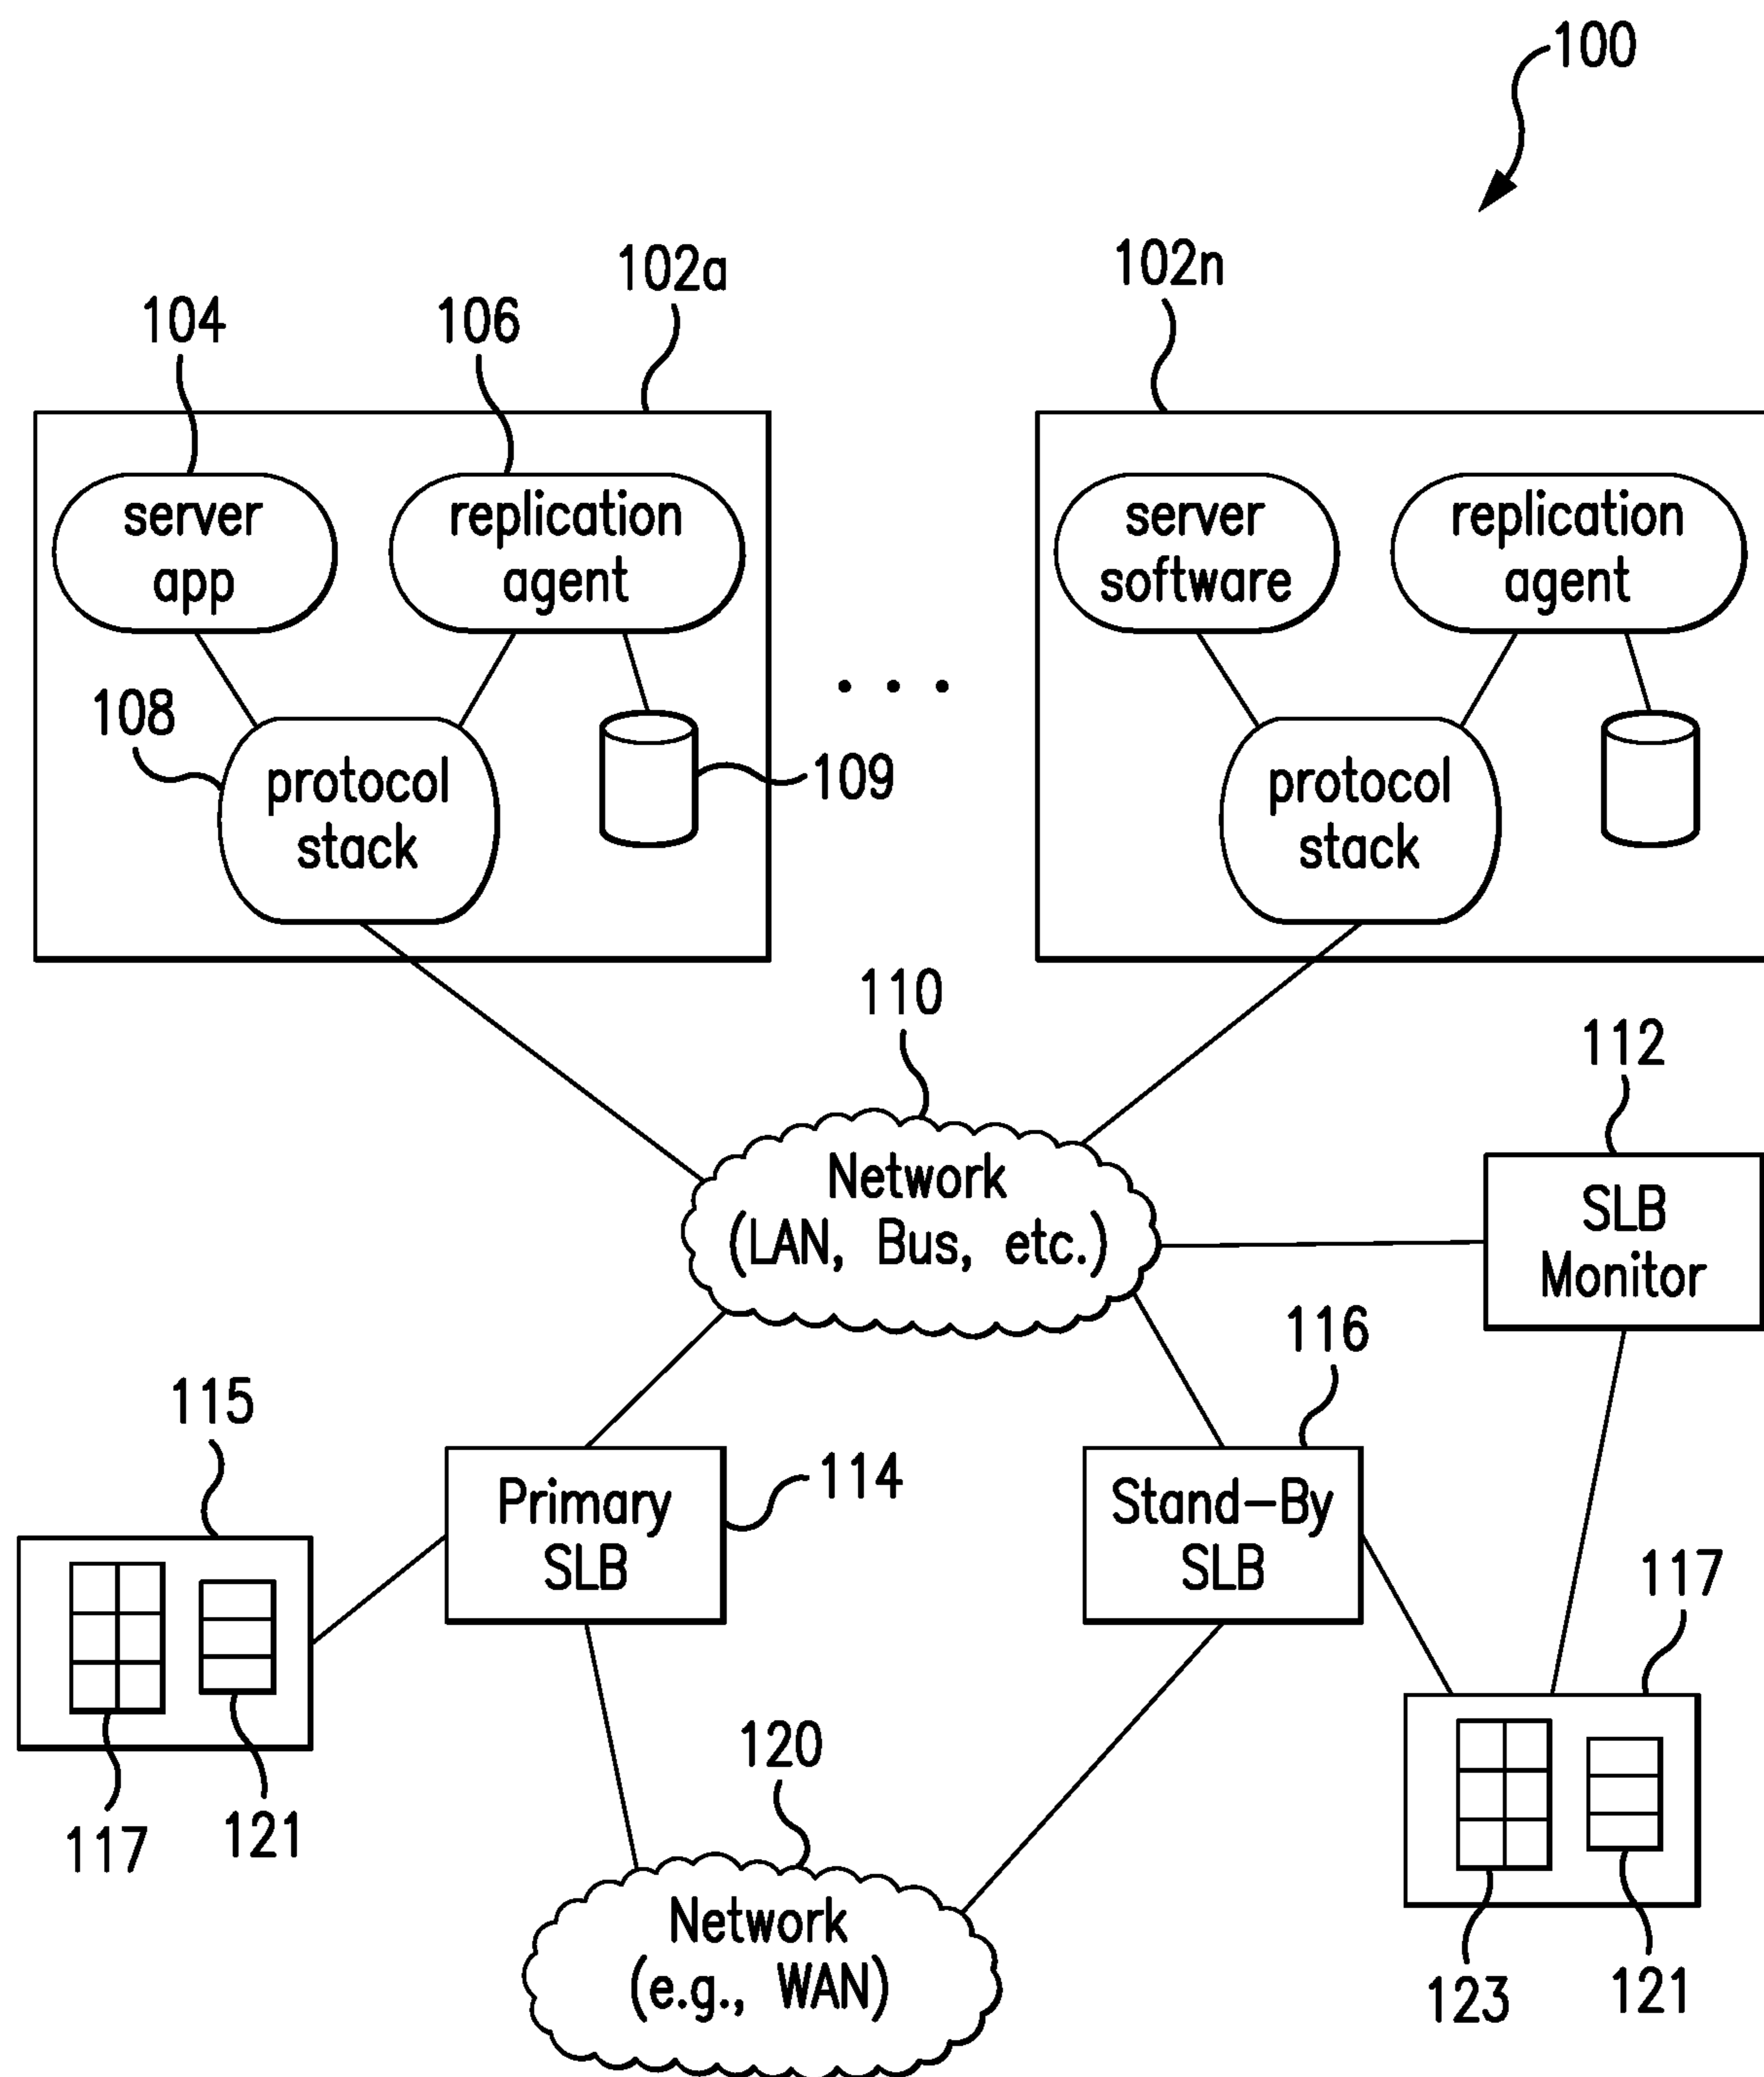 100
102a
102n
104
106
server
app
replication
agent
server
software
replication
agent
108
protocol
stack
109
. . .
protocol
stack
110
112
Network
(LAN, Bus, etc.)
SLB
Monitor
116
115
Primary
SLB
114
Stand-By
SLB
117
117
121
120
Network
(e.g., WAN)
123
121